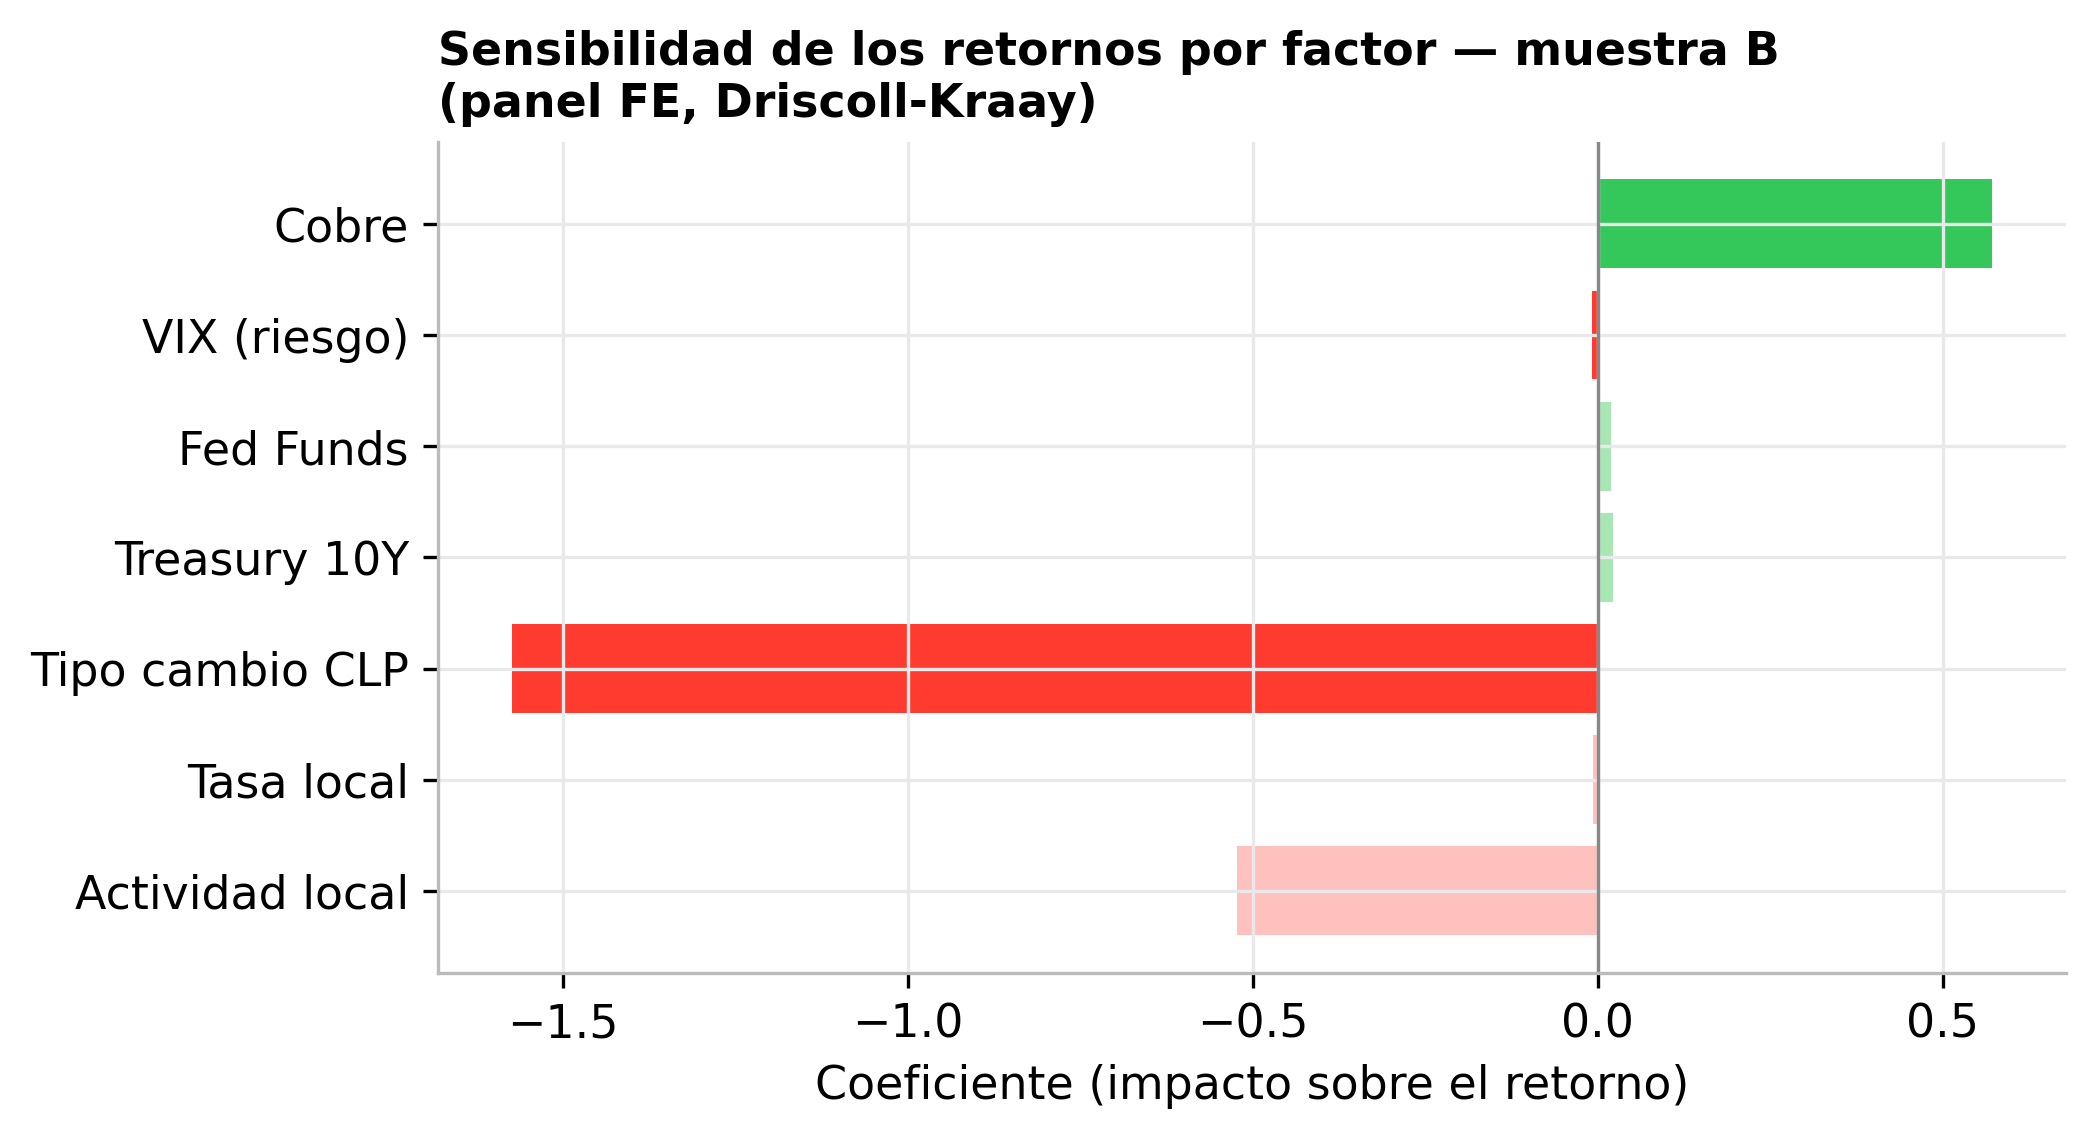 Sensibilidad de los retornos por factor — muestra B
(panel FE, Driscoll-Kraay)
Cobre
VIX (riesgo)
Fed Funds
Treasury 10Y
Tipo cambio CLP
Tasa local
Actividad local
−1.5 −1.0 −0.5 0.0 0.5
Coeficiente (impacto sobre el retorno)